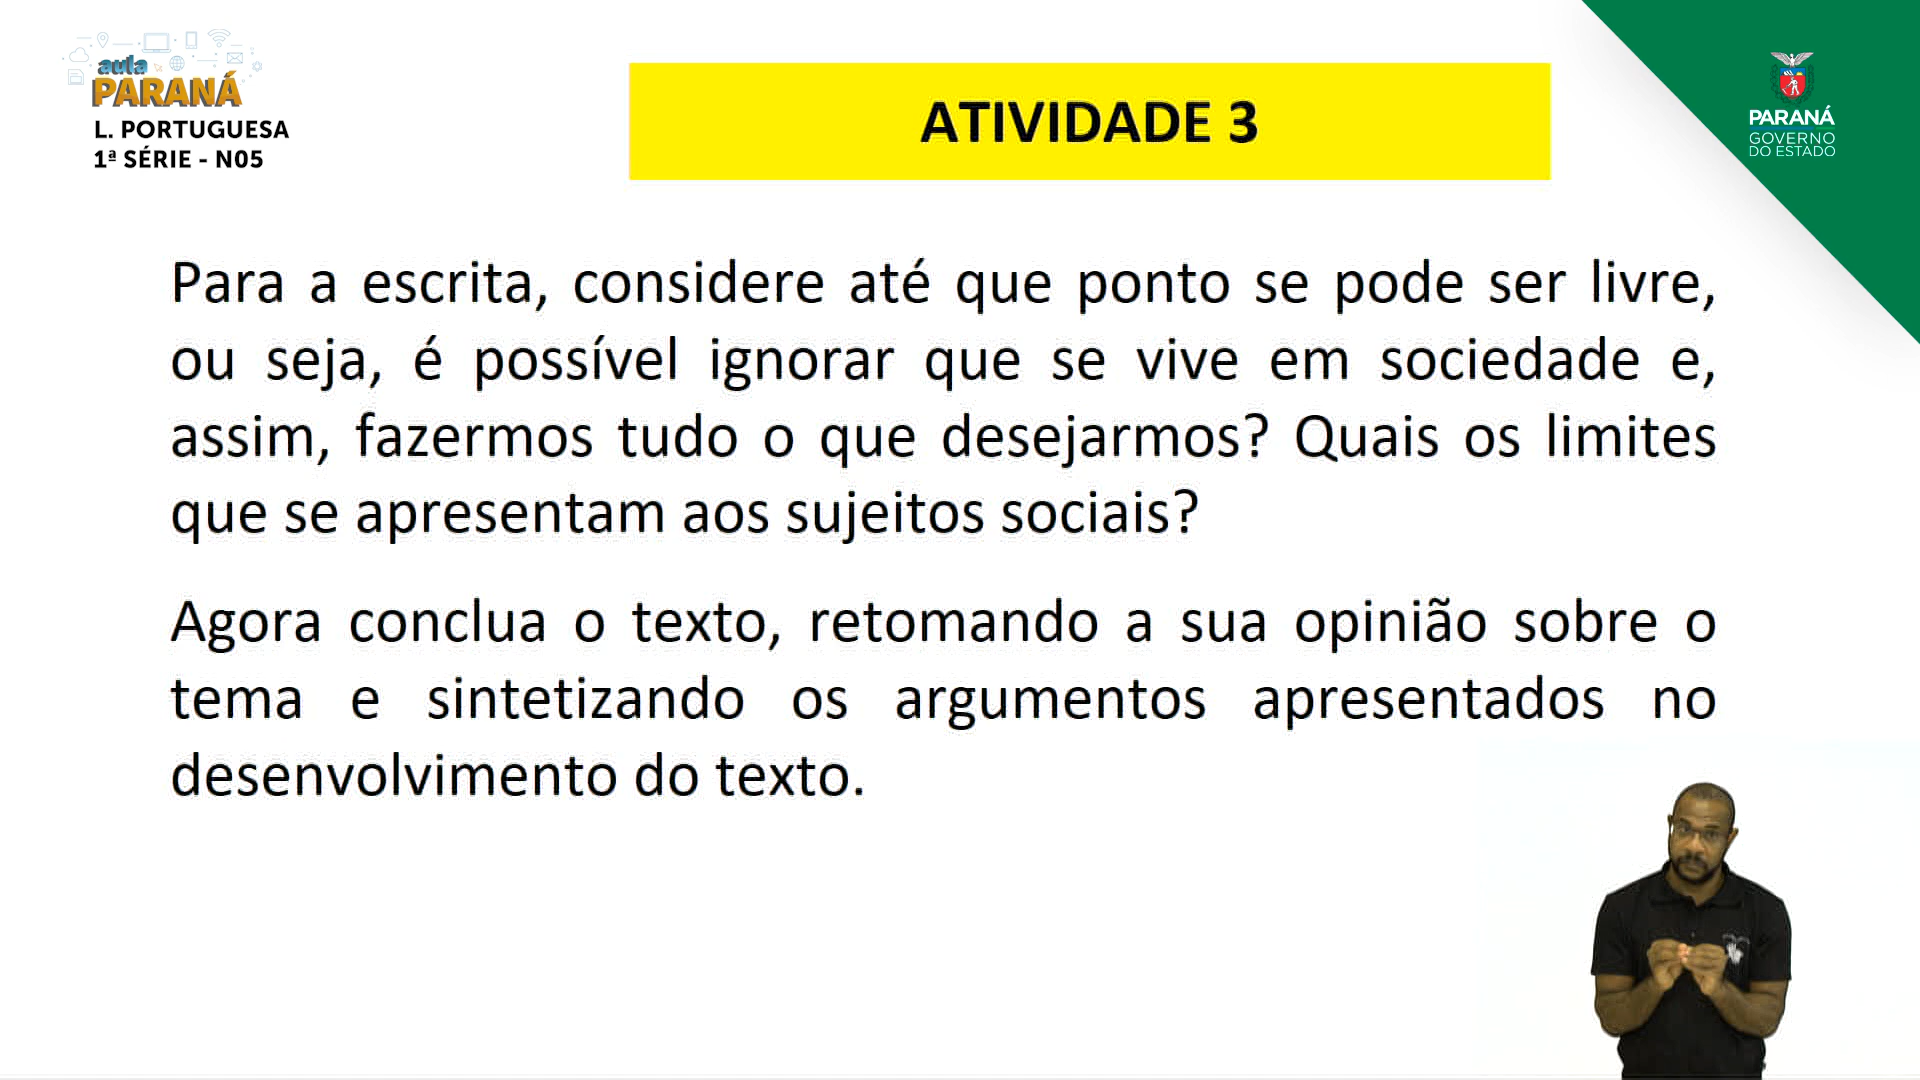 aula
PARANÁ
L. PORTUGUESA
1ª SÉRIE - N05
ATIVIDADE 3
PARANÁ
GOVERNO
DO ESTADO
Para a escrita, considere até que ponto se pode ser livre,
ou seja, é possível ignorar que se vive em sociedade e,
assim, fazermos tudo o que desejarmos? Quais os limites
que se apresentam aos sujeitos sociais?
Agora conclua o texto, retomando a sua opinião sobre o
tema e sintetizando os argumentos apresentados no
desenvolvimento do texto.